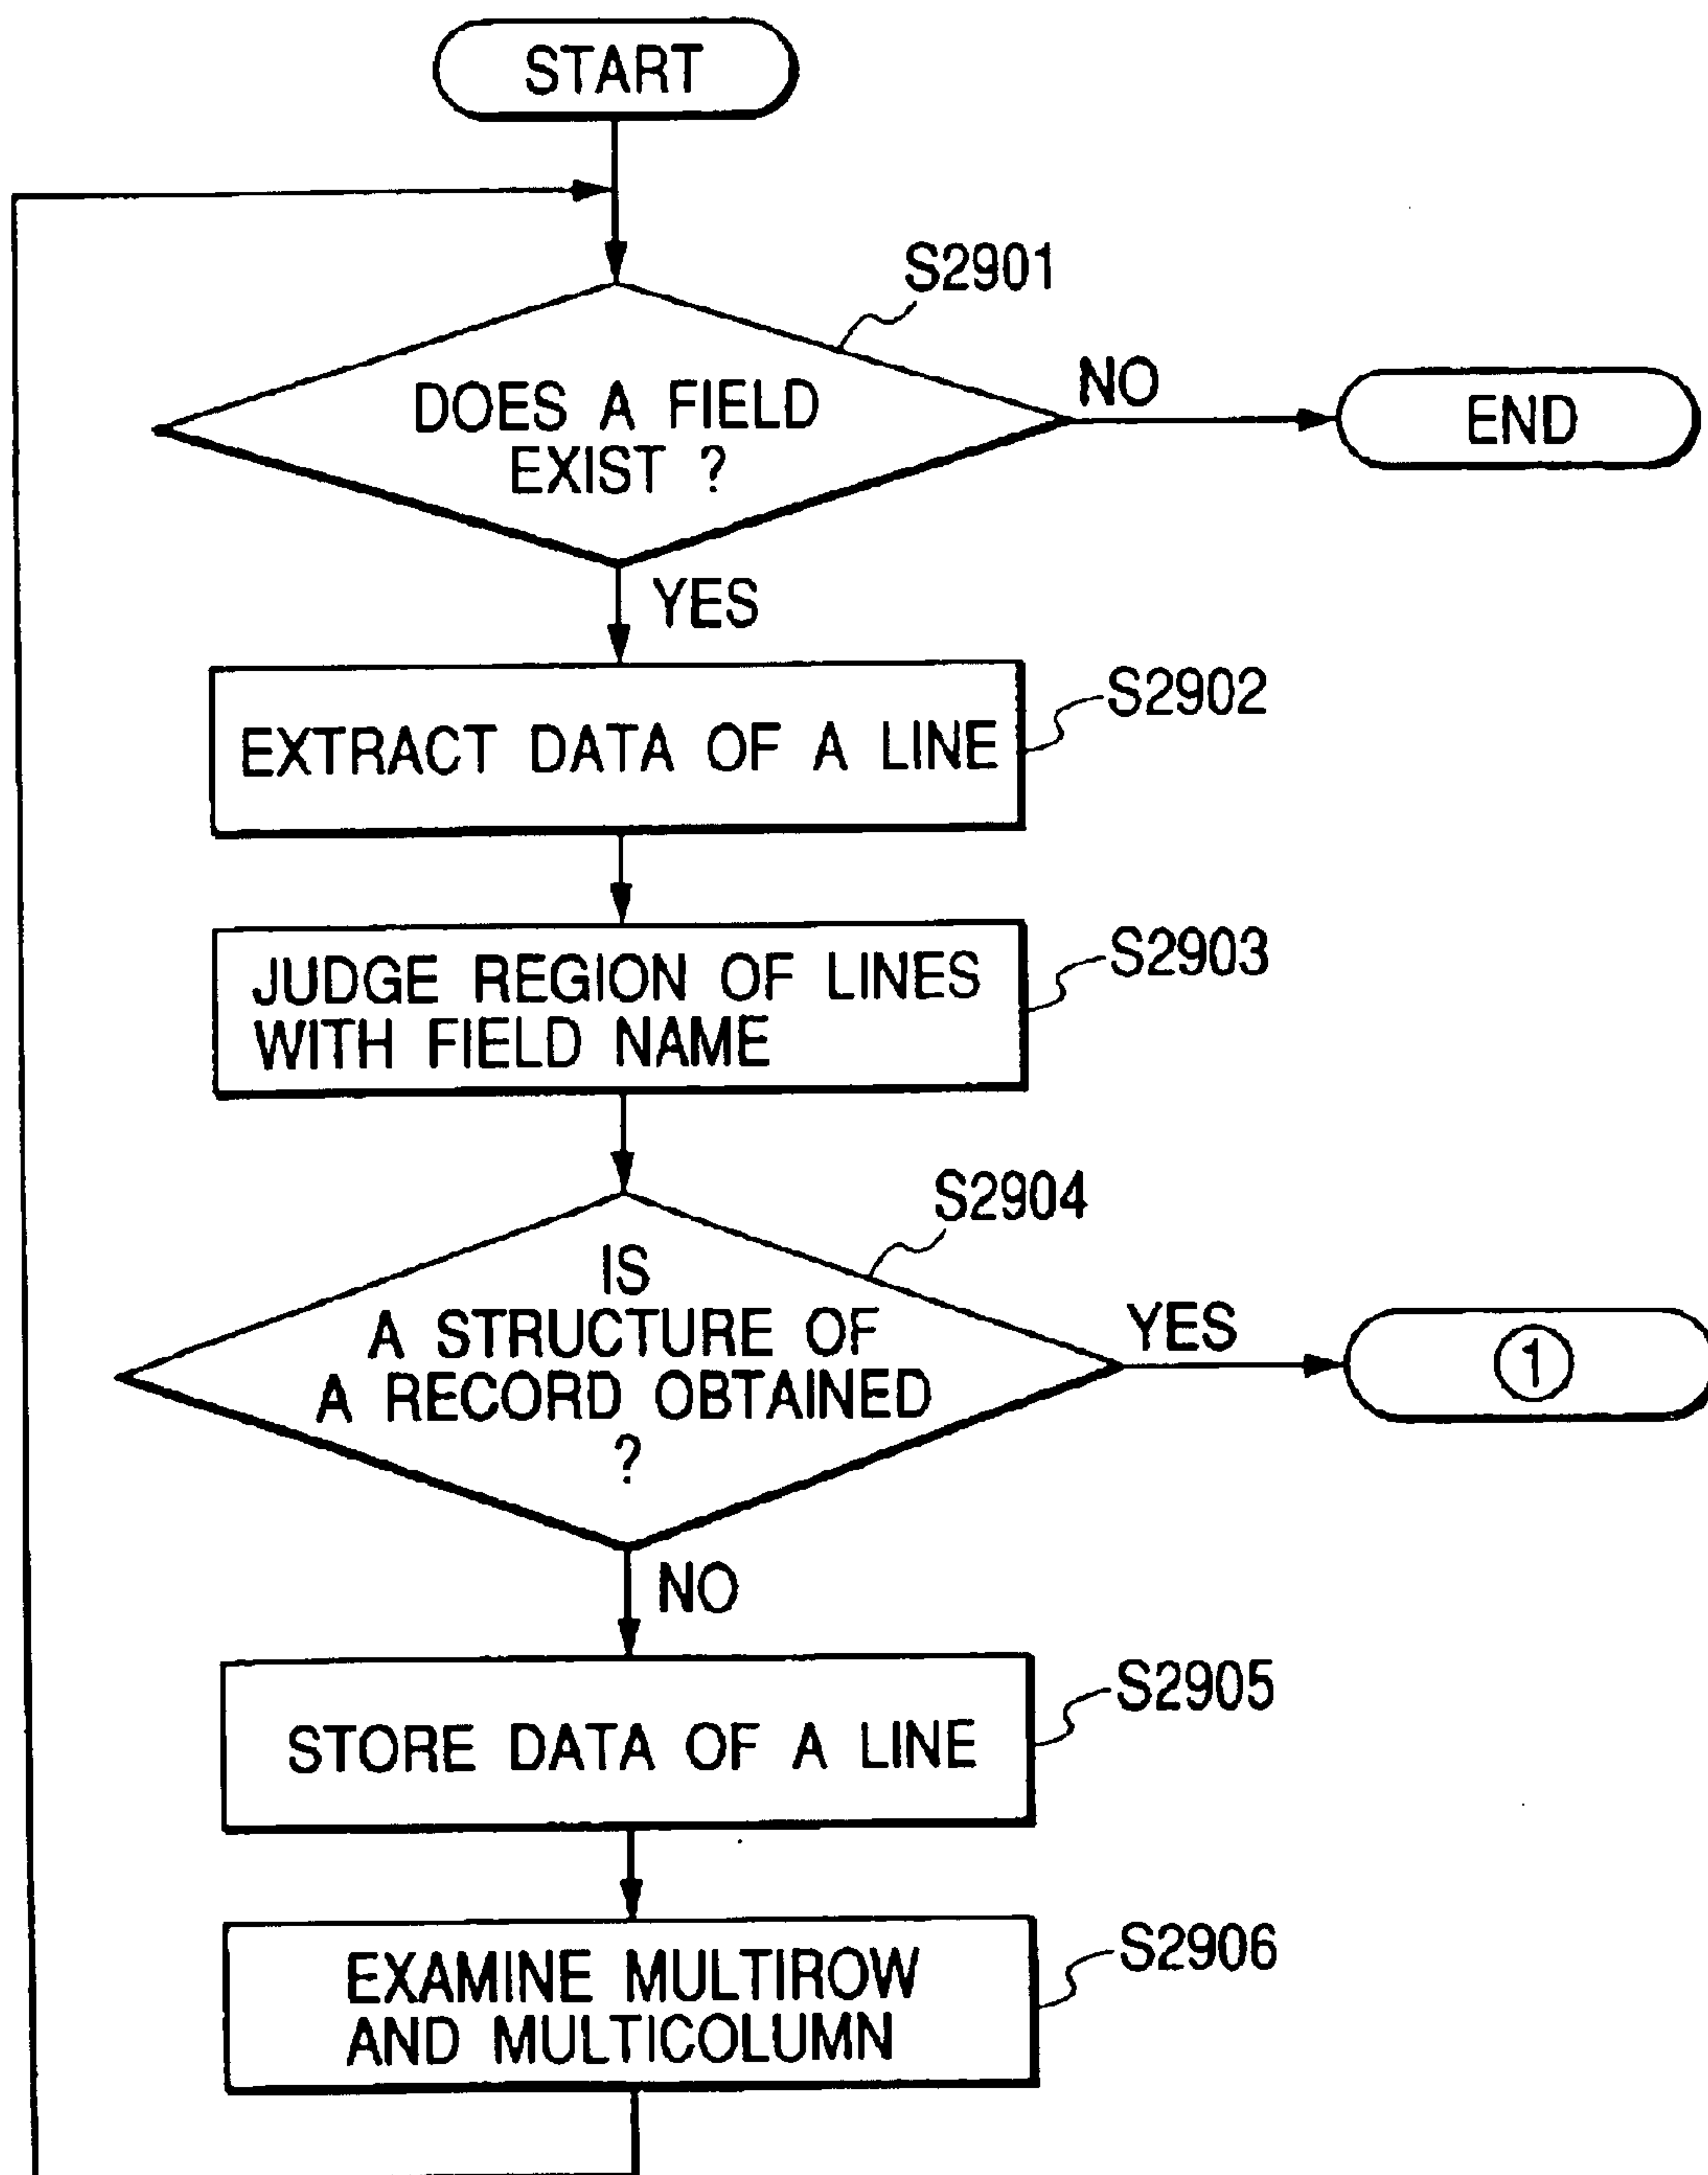 START
S2901
DOES A FIELD
EXIST ?
NO
END
YES
S2902
EXTRACT DATA OF A LINE
S2903
JUDGE REGION OF LINES
WITH FIELD NAME
S2904
IS
A STRUCTURE OF
A RECORD OBTAINED
?
YES
1
NO
S2905
STORE DATA OF A LINE
S2906
EXAMINE MULTIROW
AND MULTICOLUMN